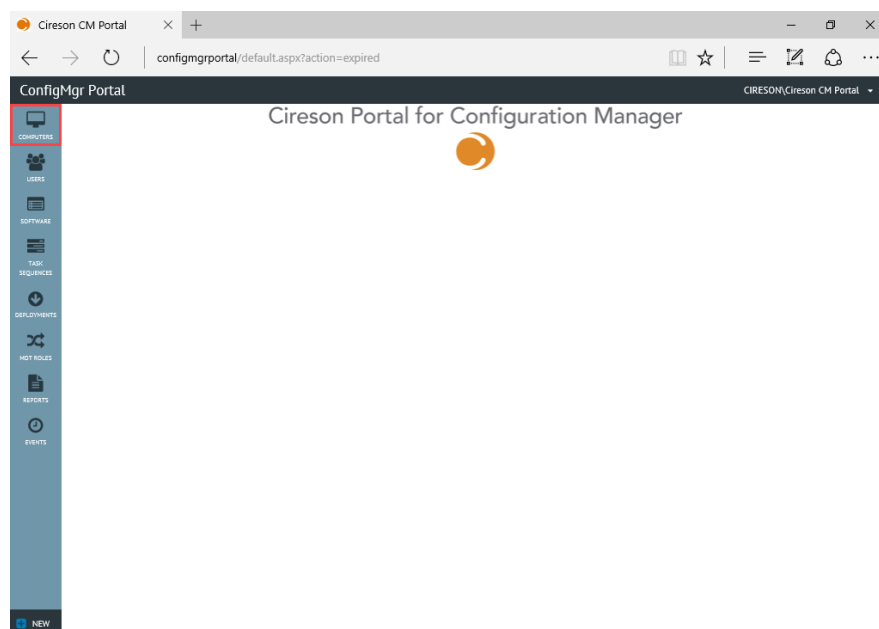 Cireson CM Portal
configmgrportal/default.aspx?action=expired
ConfigMgr Portal
CIRESON\Cireson CM Portal
Cireson Portal for Configuration Manager
COMPUTERS
USERS
SOFTWARE
TASK
SEQUENCES
DEPLOYMENTS
MDT ROLES
REPORTS
EVENTS
NEW